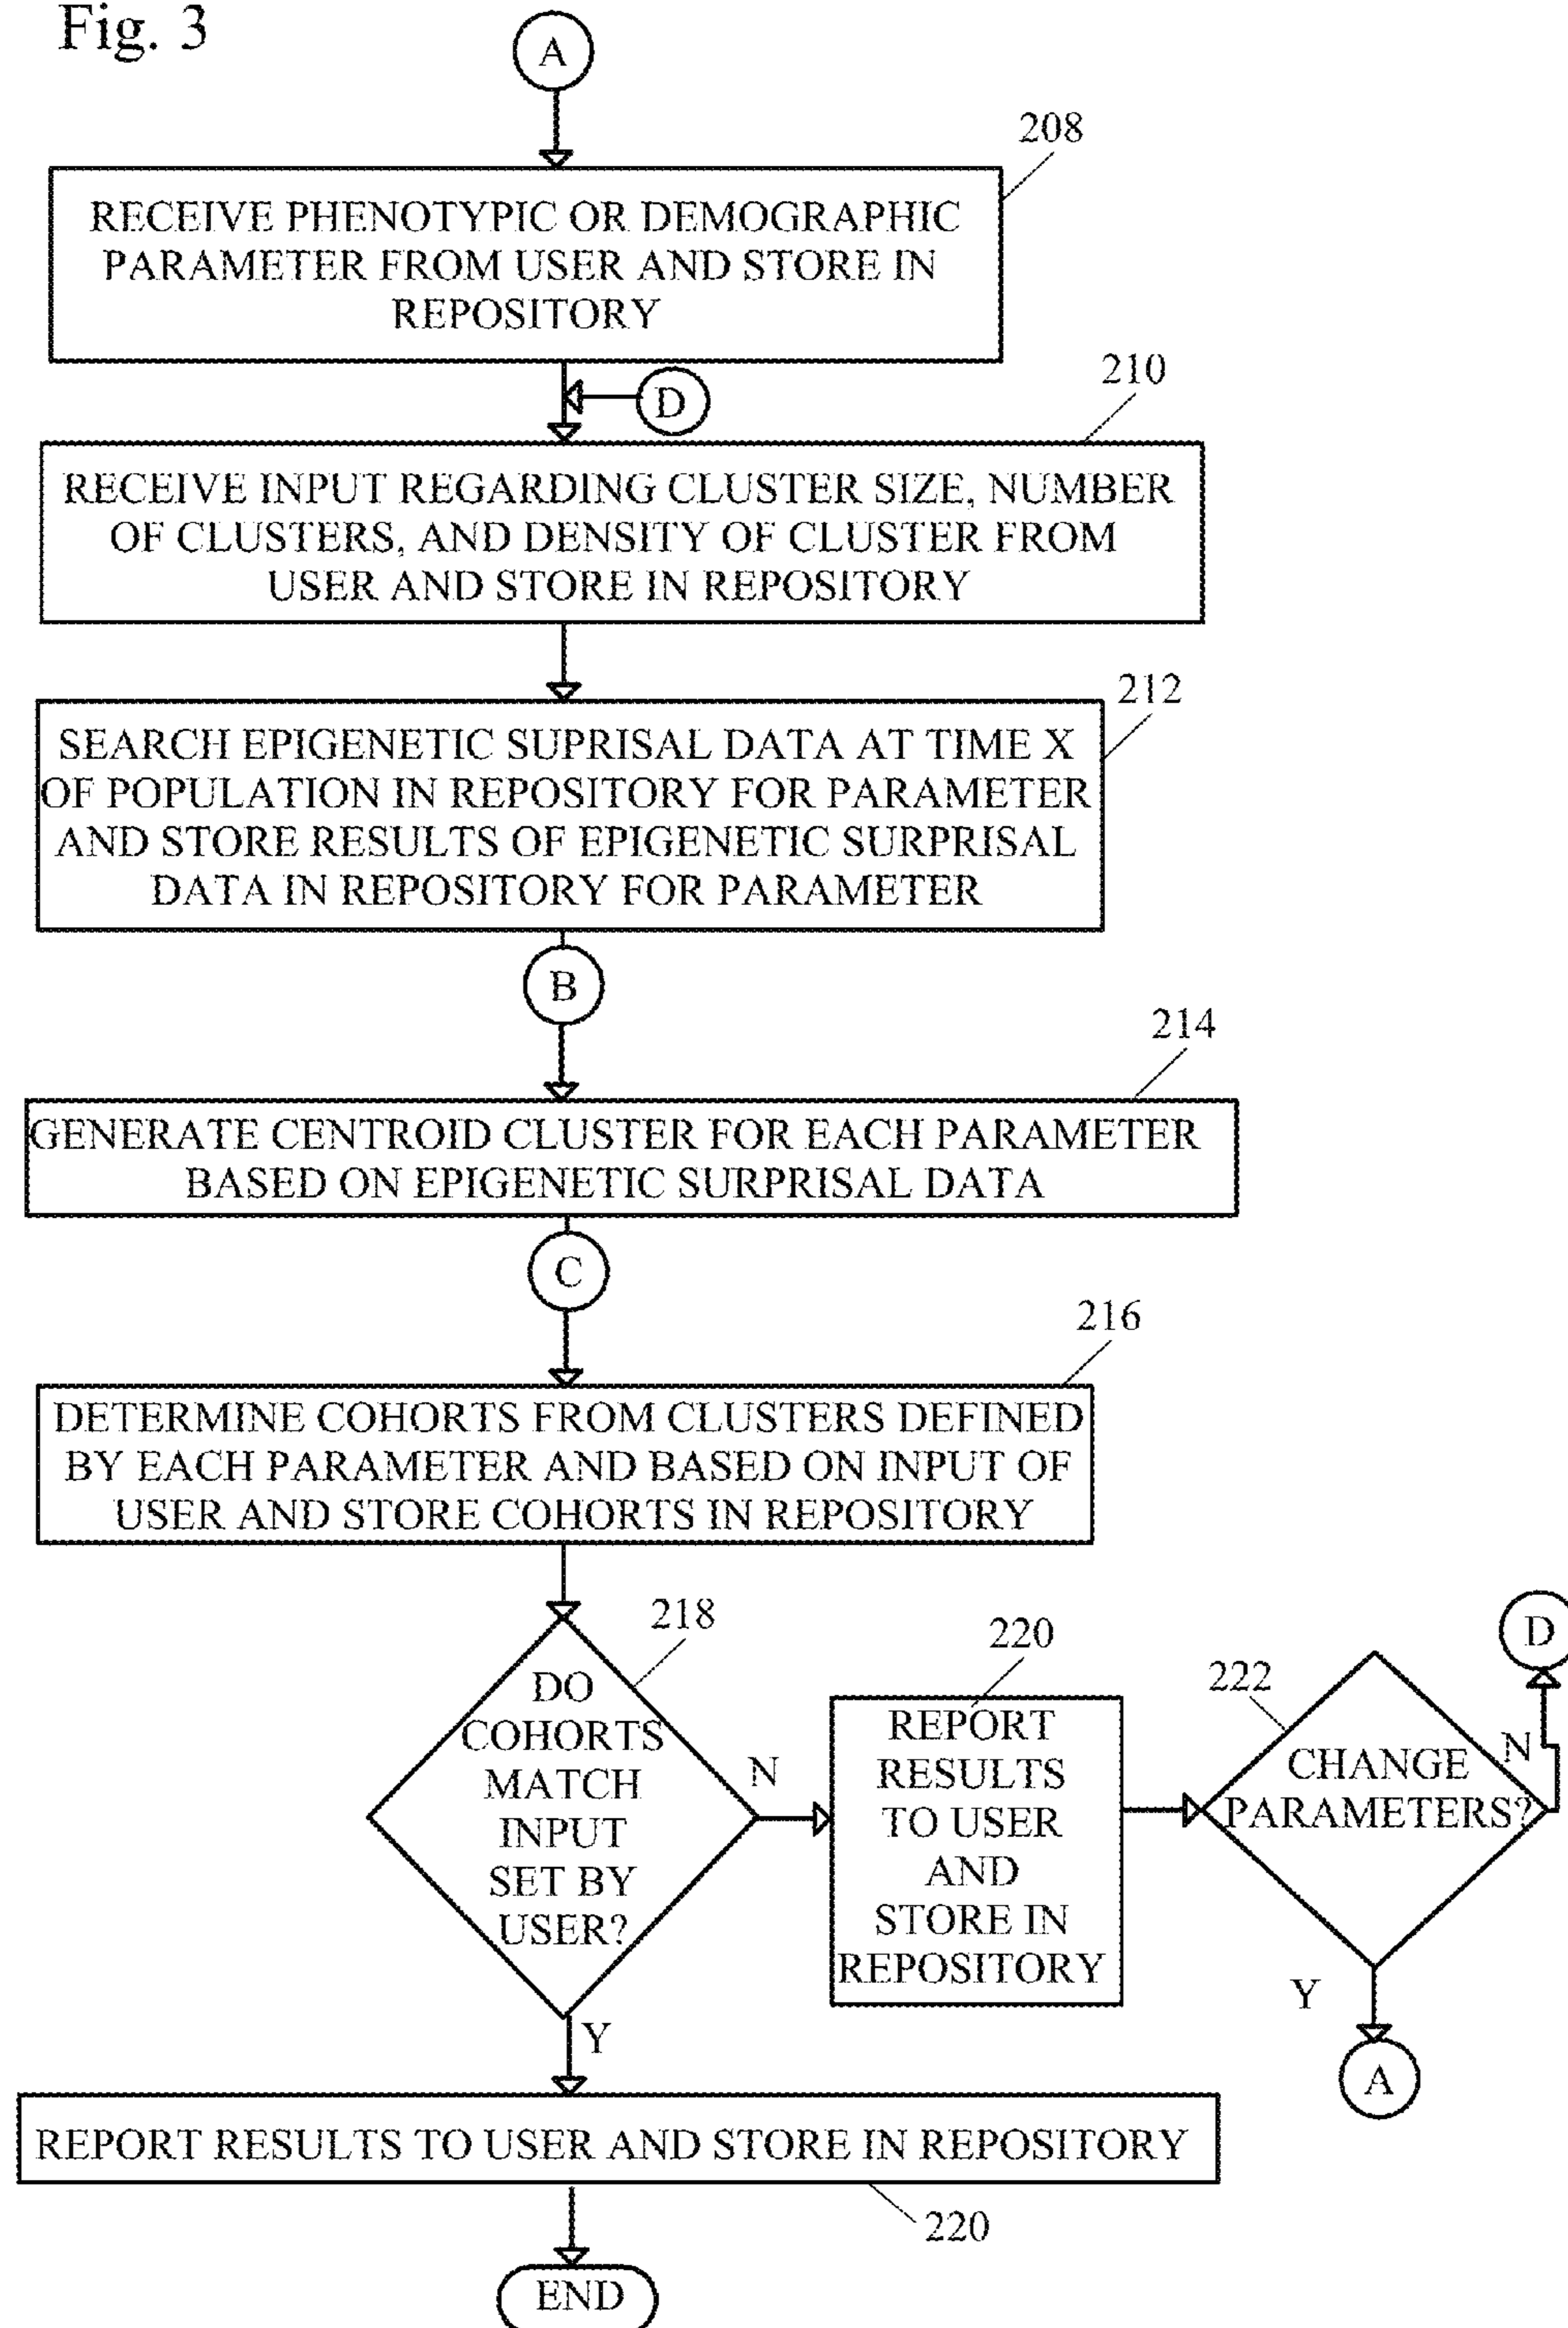 Fig. 3
A
208
RECEIVE PHENOTYPIC OR DEMOGRAPHIC
PARAMETER FROM USER AND STORE IN
REPOSITORY
D
210
RECEIVE INPUT REGARDING CLUSTER SIZE, NUMBER
OF CLUSTERS, AND DENSITY OF CLUSTER FROM
USER AND STORE IN REPOSITORY
212
SEARCH EPIGENETIC SUPRISAL DATA AT TIME X
OF POPULATION IN REPOSITORY FOR PARAMETER
AND STORE RESULTS OF EPIGENETIC SURPRISAL
DATA IN REPOSITORY FOR PARAMETER
B
214
GENERATE CENTROID CLUSTER FOR EACH PARAMETER
BASED ON EPIGENETIC SURPRISAL DATA
C
216
DETERMINE COHORTS FROM CLUSTERS DEFINED
BY EACH PARAMETER AND BASED ON INPUT OF
USER AND STORE COHORTS IN REPOSITORY
218
DO
COHORTS
MATCH
INPUT
SET BY
USER?
N
220
REPORT
RESULTS
TO USER
AND
STORE IN
REPOSITORY
222
CHANGE
PARAMETERS?
N
D
Y
A
Y
REPORT RESULTS TO USER AND STORE IN REPOSITORY
220
END